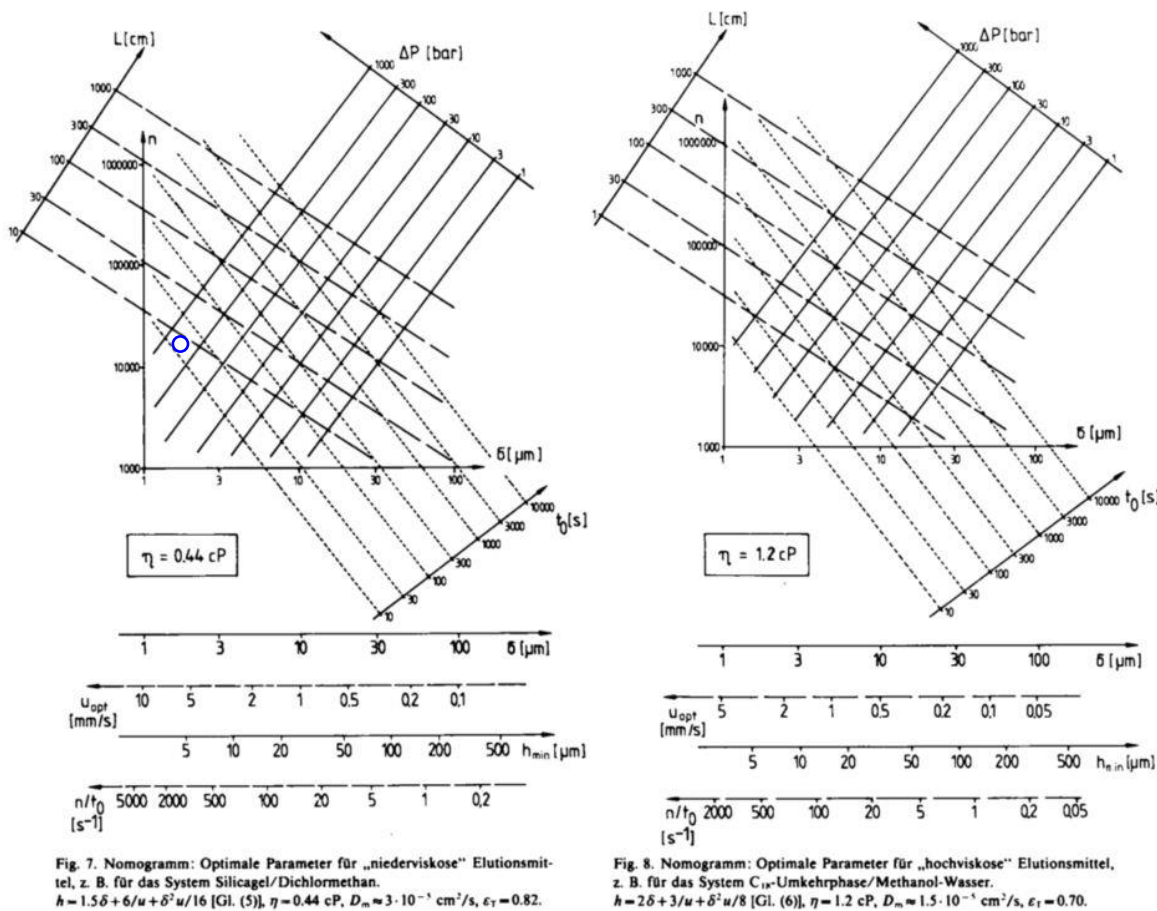 L [cm]
1000
300
100
30
10
ΔP [bar]
1000
300
100
30
10
3
1
n
1000000
100000
10000
1000
1
3
10
30
100
δ [µm]
t₀ [s]
10000
3000
1000
300
100
30
10
η = 0.44 cP
1 3 10 30 100 δ [µm]
10 5 2 1 0.5 0.2 0.1
u_opt
[mm/s]
5 10 20 50 100 200 500 h_min [µm]
5000 2000 500 100 20 5 1 0,2
n/t₀
[s⁻¹]
Fig. 7. Nomogramm: Optimale Parameter für „niederviskose“ Elutionsmit-
tel, z. B. für das System Silicagel/Dichlormethan.
h = 1.5δ + 6/u + δ²u/16 [Gl. (5)], η = 0.44 cP, Dₘ ≈ 3 · 10⁻⁵ cm²/s, ε_T = 0.82.
L [cm]
1000
300
100
30
1
ΔP [bar]
1000
300
100
30
10
3
1
n
1000000
100000
10000
1000
1
3
10
30
100
δ [µm]
t₀ [s]
10000
3000
1000
300
100
30
10
η = 1.2 cP
1 3 10 30 100 δ [µm]
5 2 1 0.5 0.2 0.1 0.05
u_opt
[mm/s]
5 10 20 50 100 200 500 h_min [µm]
2000 500 100 20 5 1 0,2 0,05
n/t₀
[s⁻¹]
Fig. 8. Nomogramm: Optimale Parameter für „hochviskose“ Elutionsmittel,
z. B. für das System C₁₈-Umkehrphase/Methanol-Wasser.
h = 2δ + 3/u + δ²u/8 [Gl. (6)], η = 1.2 cP, Dₘ ≈ 1.5 · 10⁻⁵ cm²/s, ε_T = 0.70.